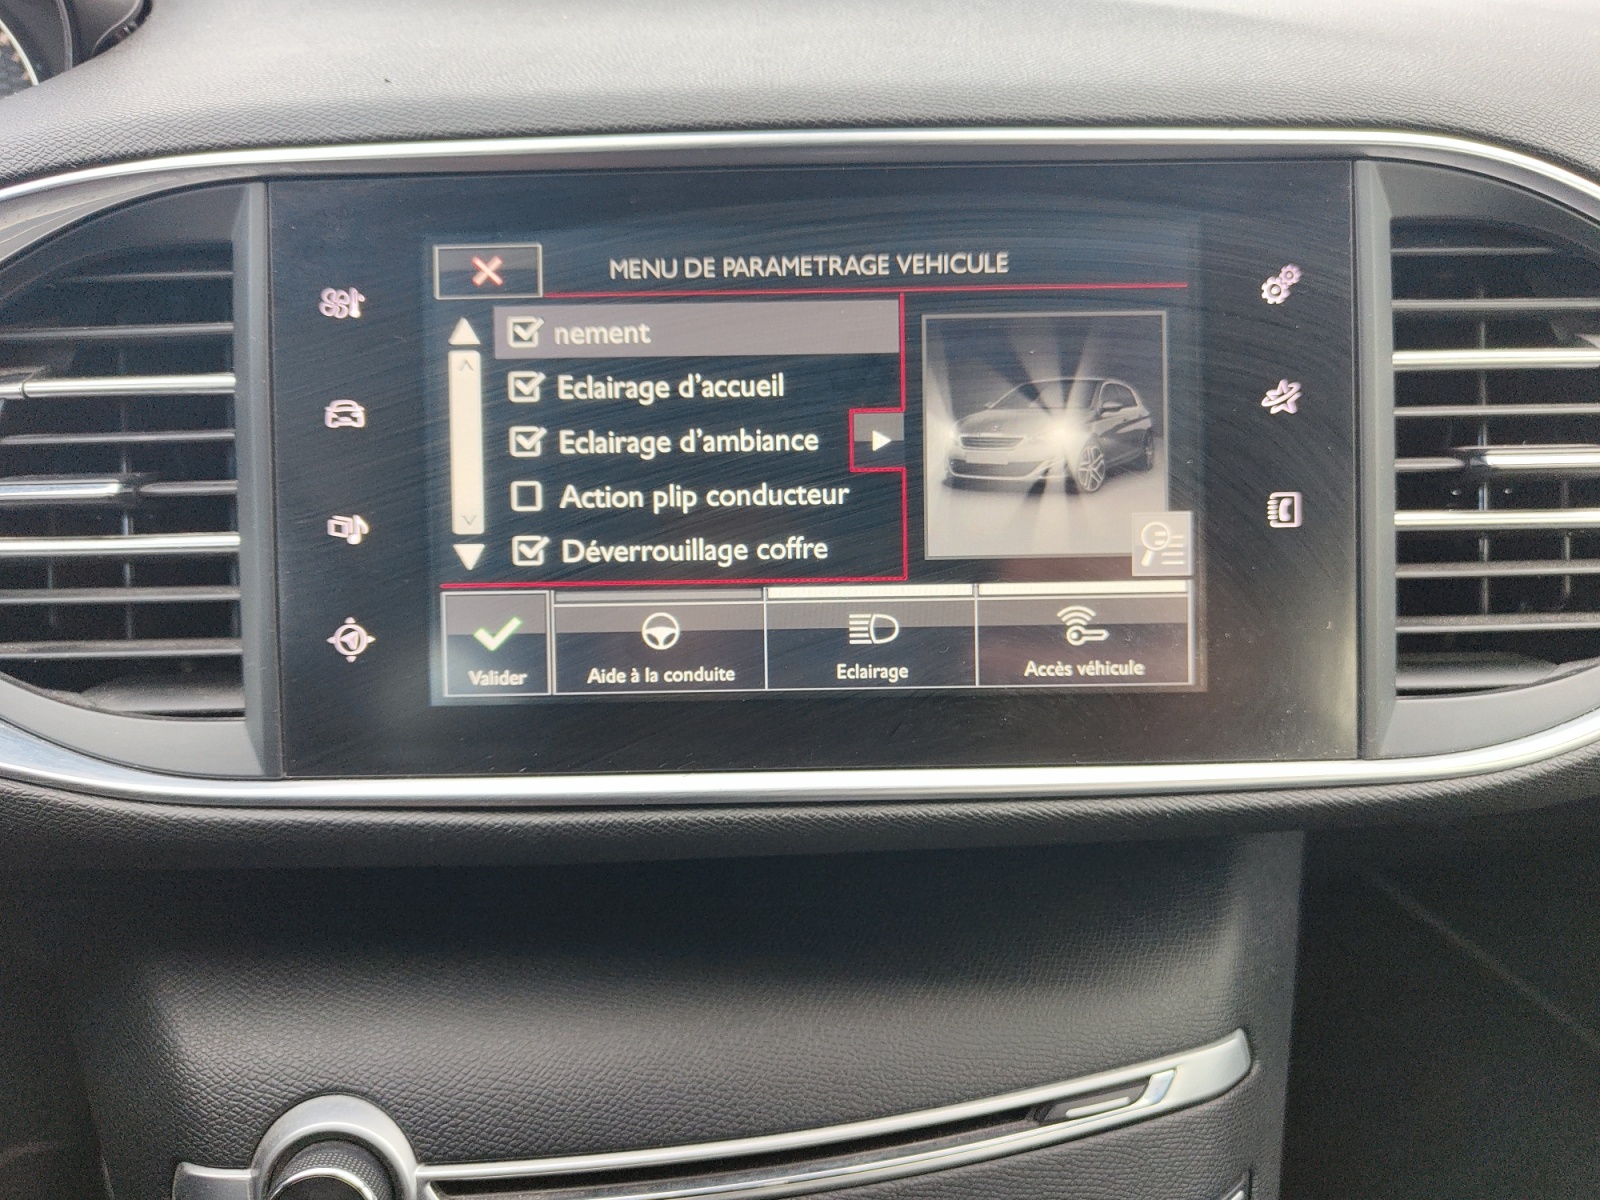 MENU DE PARAMETRAGE VEHICULE
nement
Eclairage d'accueil
Eclairage d'ambiance
Action plip conducteur
Déverrouillage coffre
Valider
Aide à la conduite
Eclairage
Accès véhicule